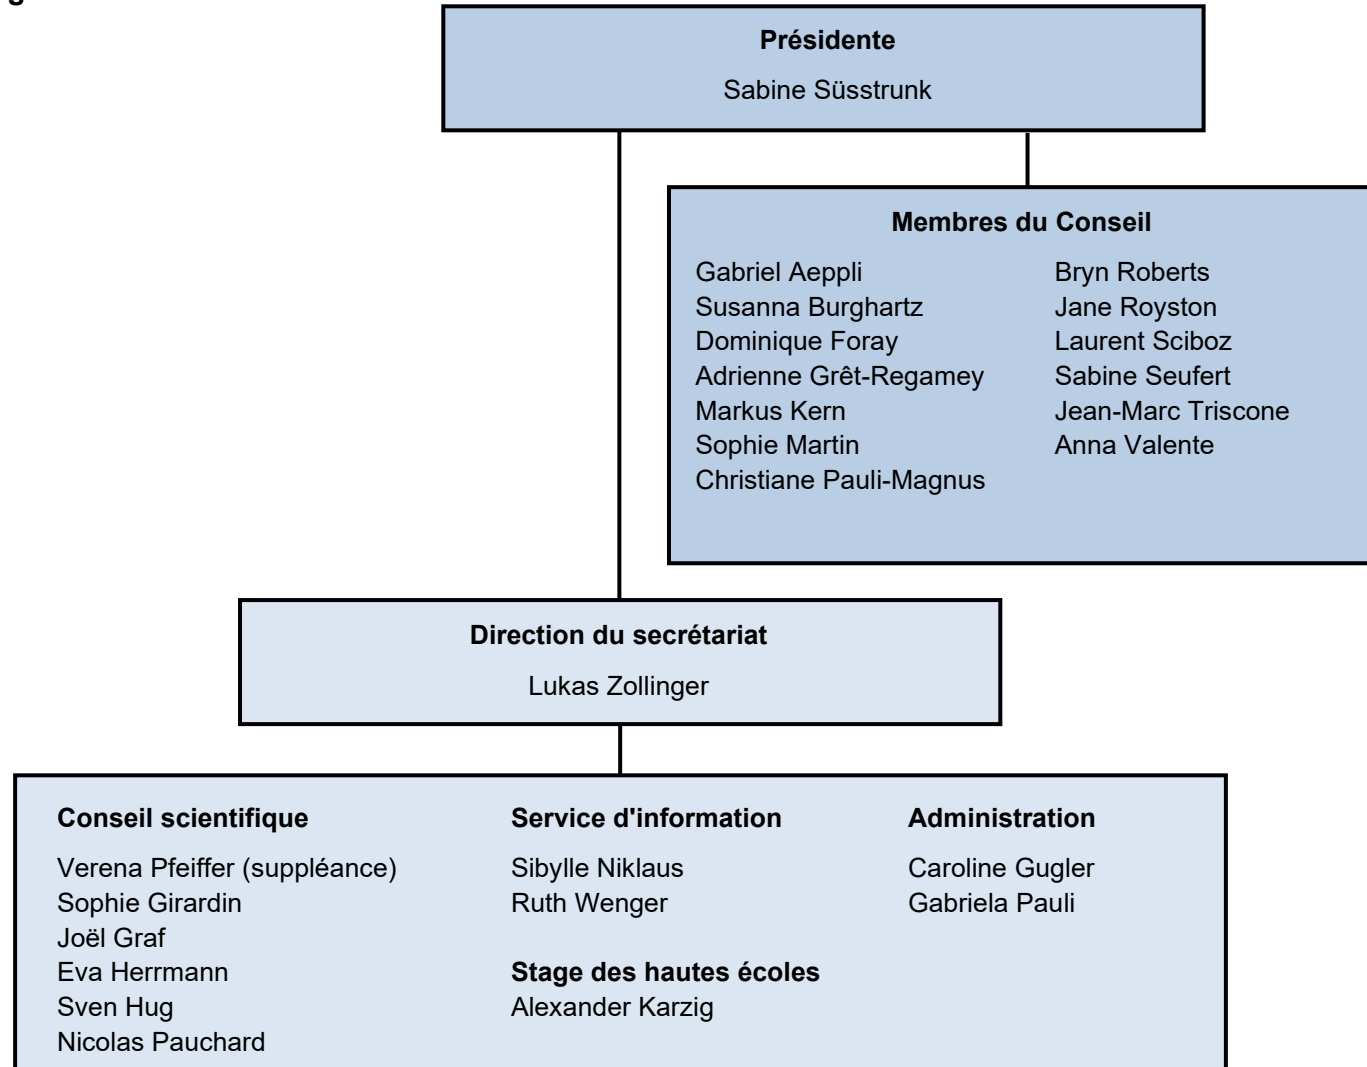 g
Présidente
Sabine Süsstrunk
Membres du Conseil
Gabriel Aeppli
Susanna Burghartz
Dominique Foray
Adrienne Grêt-Regamey
Markus Kern
Sophie Martin
Christiane Pauli-Magnus
Bryn Roberts
Jane Royston
Laurent Sciboz
Sabine Seufert
Jean-Marc Triscone
Anna Valente
Direction du secrétariat
Lukas Zollinger
Conseil scientifique
Verena Pfeiffer (suppléance)
Sophie Girardin
Joël Graf
Eva Herrmann
Sven Hug
Nicolas Pauchard
Service d'information
Sibylle Niklaus
Ruth Wenger
Stage des hautes écoles
Alexander Karzig
Administration
Caroline Gugler
Gabriela Pauli